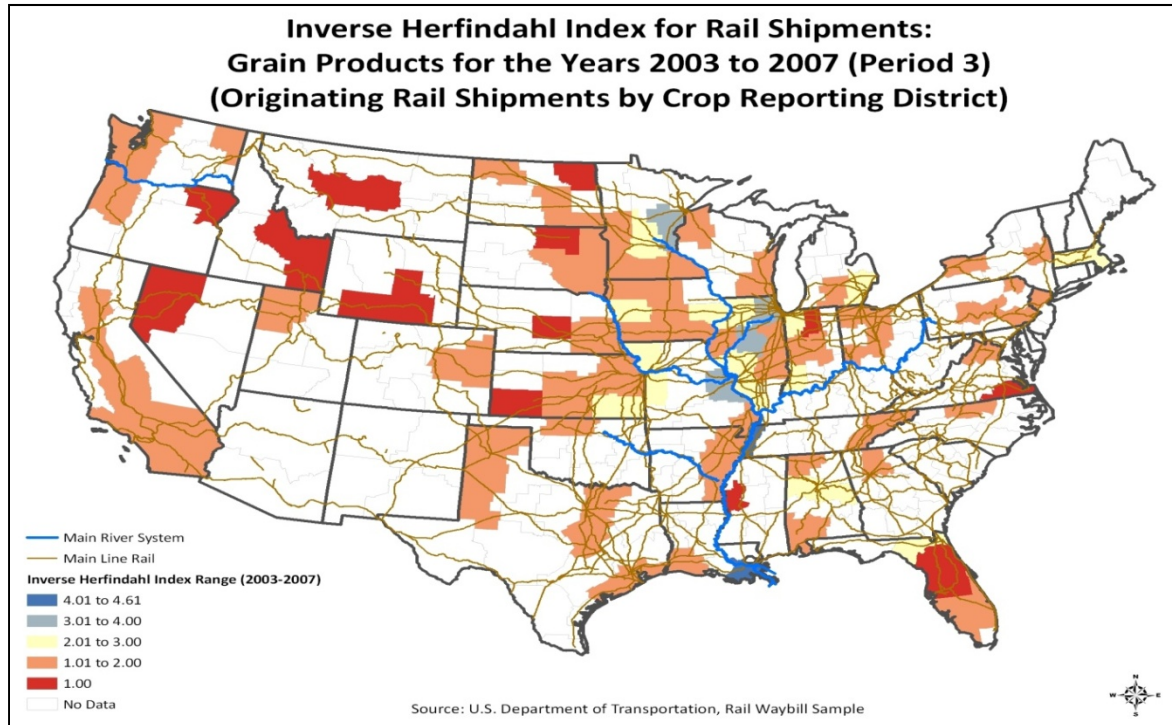 Inverse Herfindahl Index for Rail Shipments:
Grain Products for the Years 2003 to 2007 (Period 3)
(Originating Rail Shipments by Crop Reporting District)
Main River System
Main Line Rail
Inverse Herfindahl Index Range (2003-2007)
4.01 to 4.61
3.01 to 4.00
2.01 to 3.00
1.01 to 2.00
1.00
No Data
Source: U.S. Department of Transportation, Rail Waybill Sample
N
W E
S